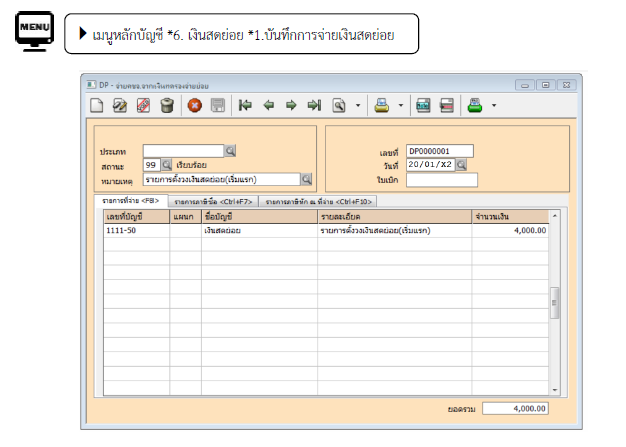 MENU
เมนูหลักบัญชี *6. เงินสดย่อย *1.บันทึกการจ่ายเงินสดย่อย
DP - จ่ายคชจ.จากเงินทดรองจ่ายย่อย
ประเภท
เลขที่ DP0000001
สถานะ 99 เรียบร้อย
วันที่ 20/01/X2
หมายเหตุ รายการตั้งวงเงินสดย่อย(เริ่มแรก)
ใบเบิก
รายการที่จ่าย <F8> รายการภาษีซื้อ <Ctrl+F7> รายการภาษีหัก ณ ที่จ่าย <Ctrl+F10>
เลขที่บัญชี แผนก ชื่อบัญชี รายละเอียด จำนวนเงิน
1111-50 เงินสดย่อย รายการตั้งวงเงินสดย่อย(เริ่มแรก) 4,000.00
ยอดรวม 4,000.00